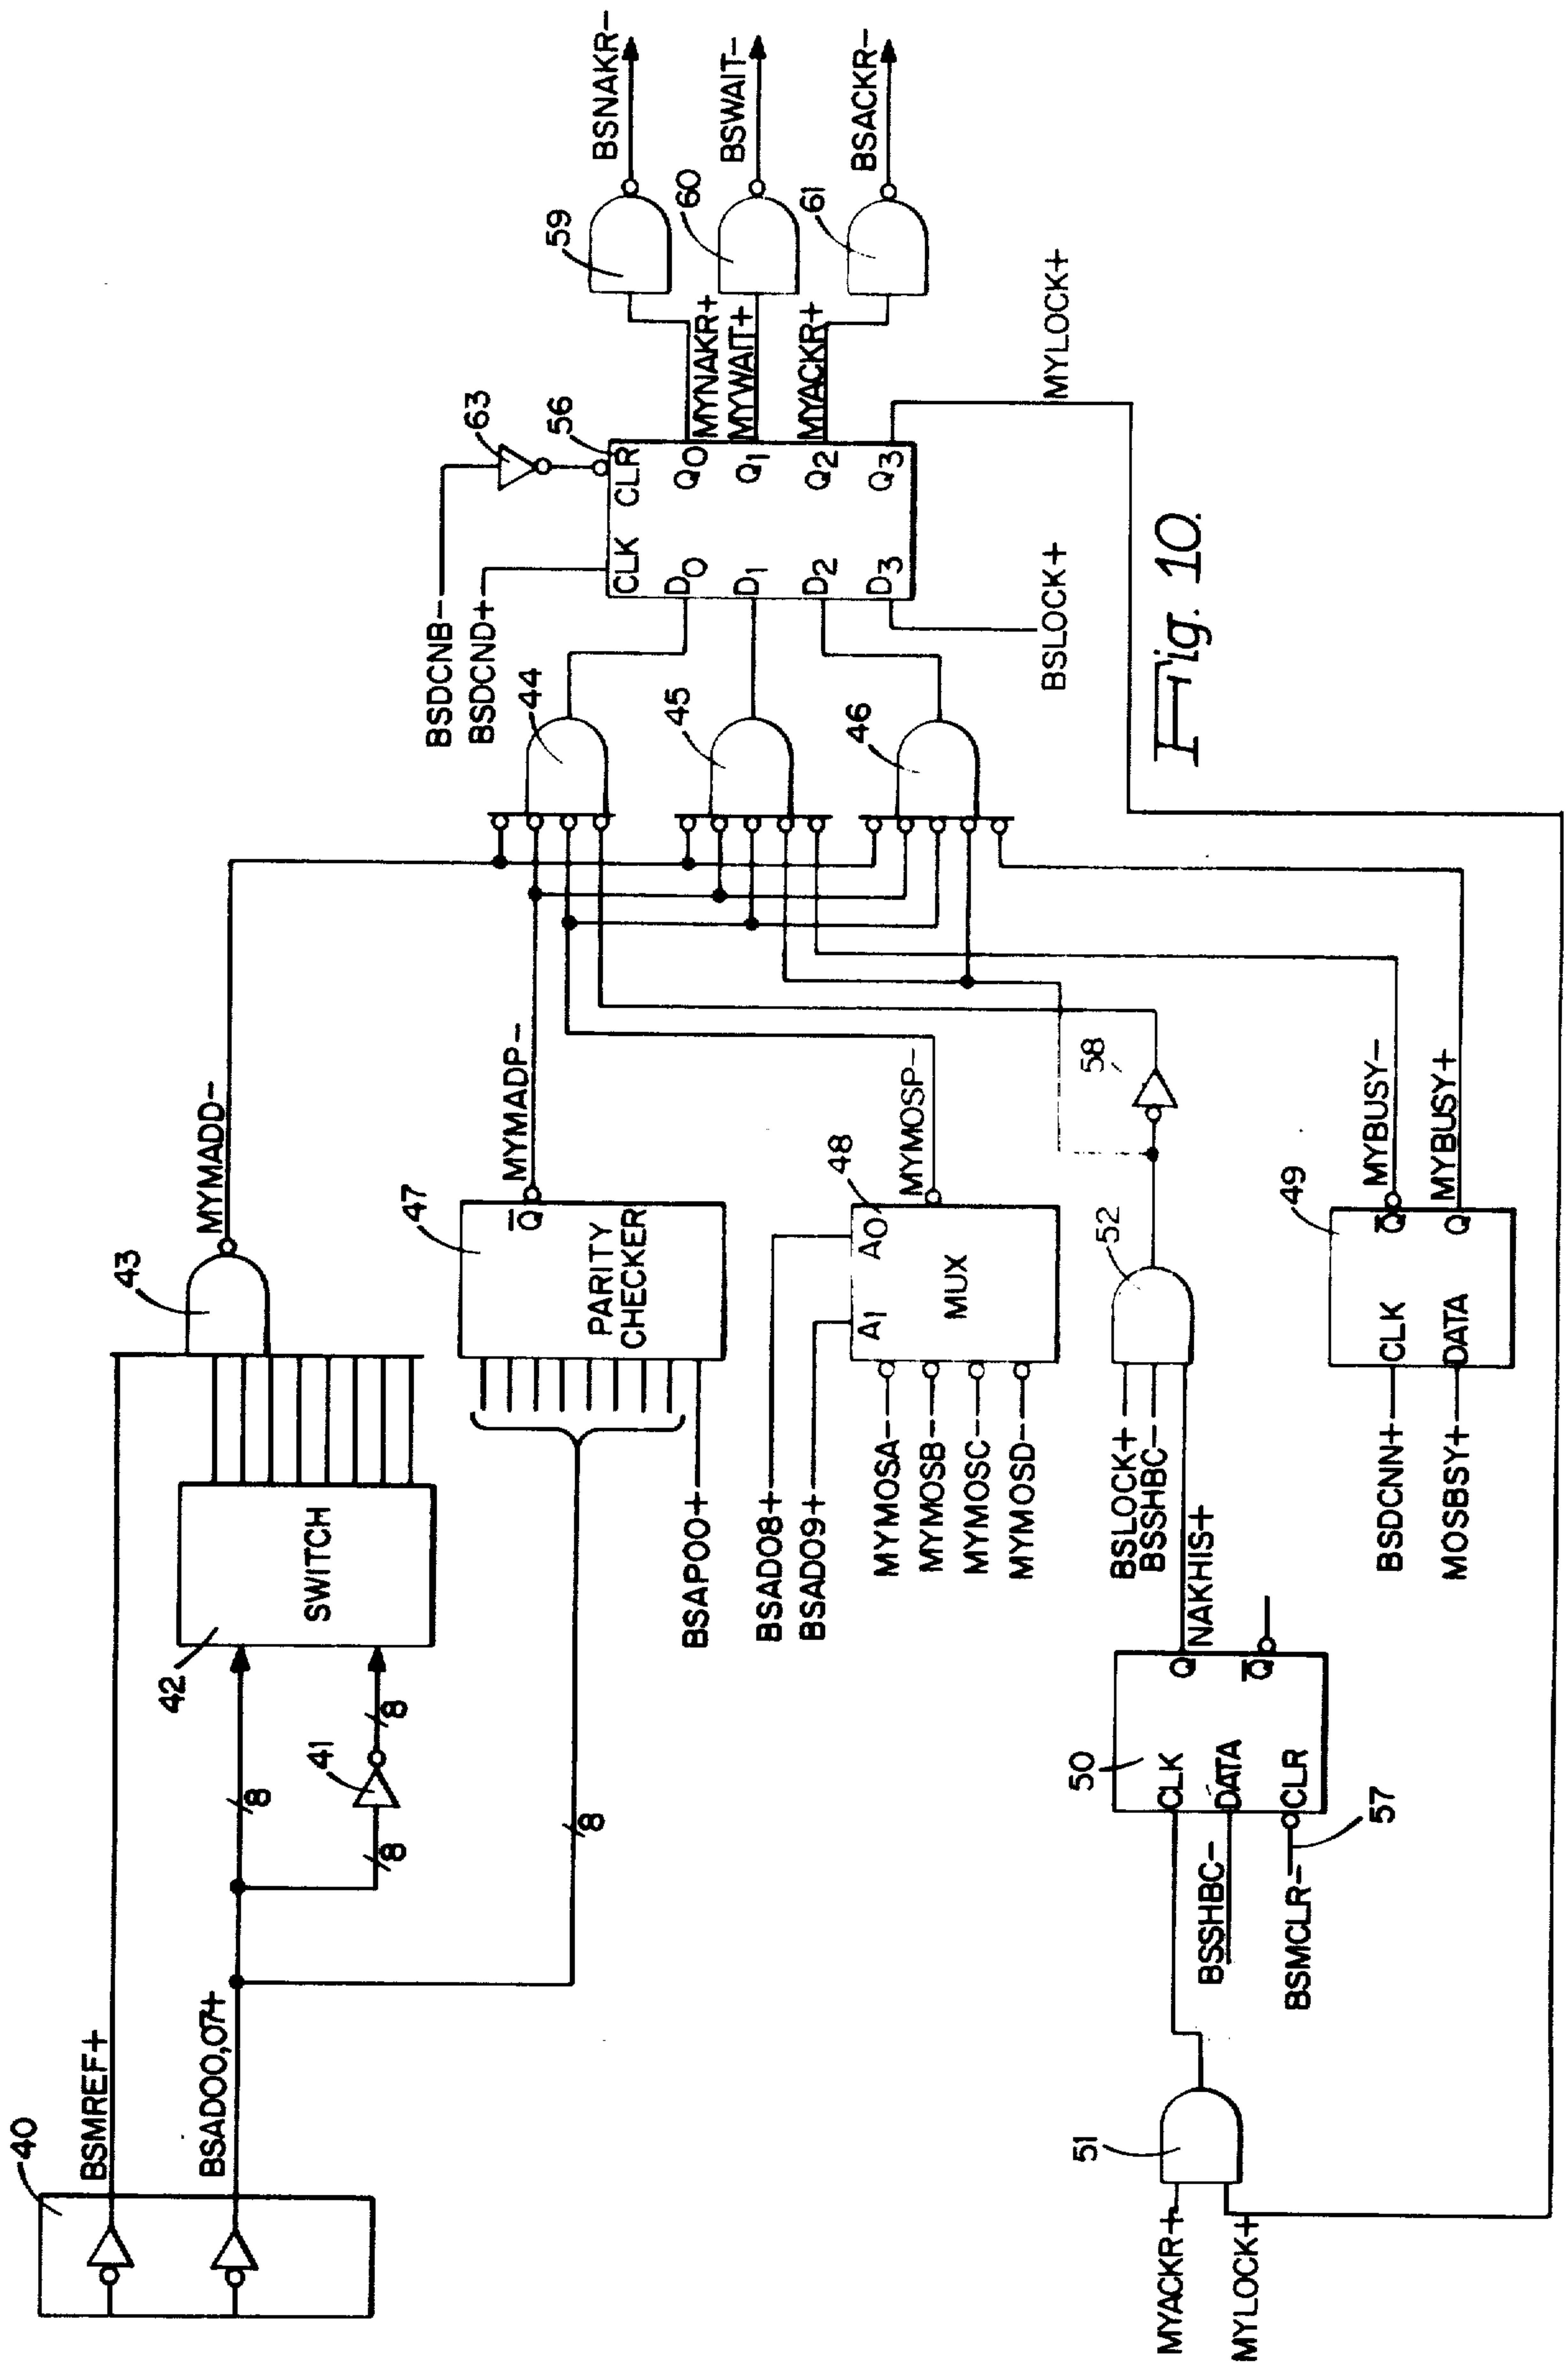 40
BSMREF+
BSAD00,07+
8
41
8
8
42
SWITCH
43
MYMADD-
8
47
PARITY
CHECKER
Q
MYMADP-
BSAP00+
BSAD08+
BSAD09+
MYMOSA-
MYMOSB-
MYMOSC-
MYMOSD-
A1
A0
MUX
48
MYMOSP-
MYACKR+
MYLOCK+
51
50
CLK
DATA
CLR
Q
Q
BSSHBC-
BSMCLR-
57
NAKHIS+
BSLOCK+
BSSHBC-
52
58
BSDCNN+
MOSBSY+
CLK
DATA
49
Q
Q
MYBUSY-
MYBUSY+
44
45
46
BSDCNB-
BSDCND+
63
56
CLK
CLR
D0
D1
D2
D3
Q0
Q1
Q2
Q3
BSLOCK+
MYNAKR+
MYWAIT+
MYACKR+
MYLOCK+
59
60
61
BSNAKR-
BSWAIT-
BSACKR-
Fig. 10.